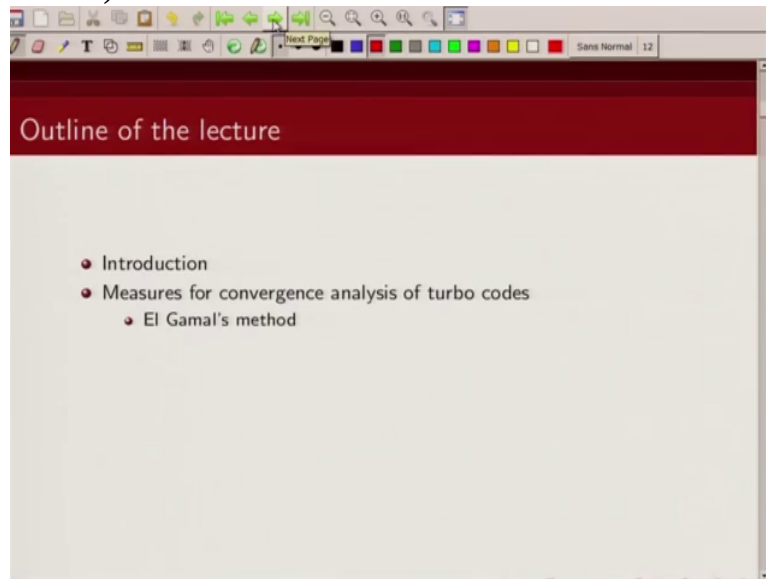 T
Next Page
Sans Normal 12
Outline of the lecture
Introduction
Measures for convergence analysis of turbo codes
El Gamal's method